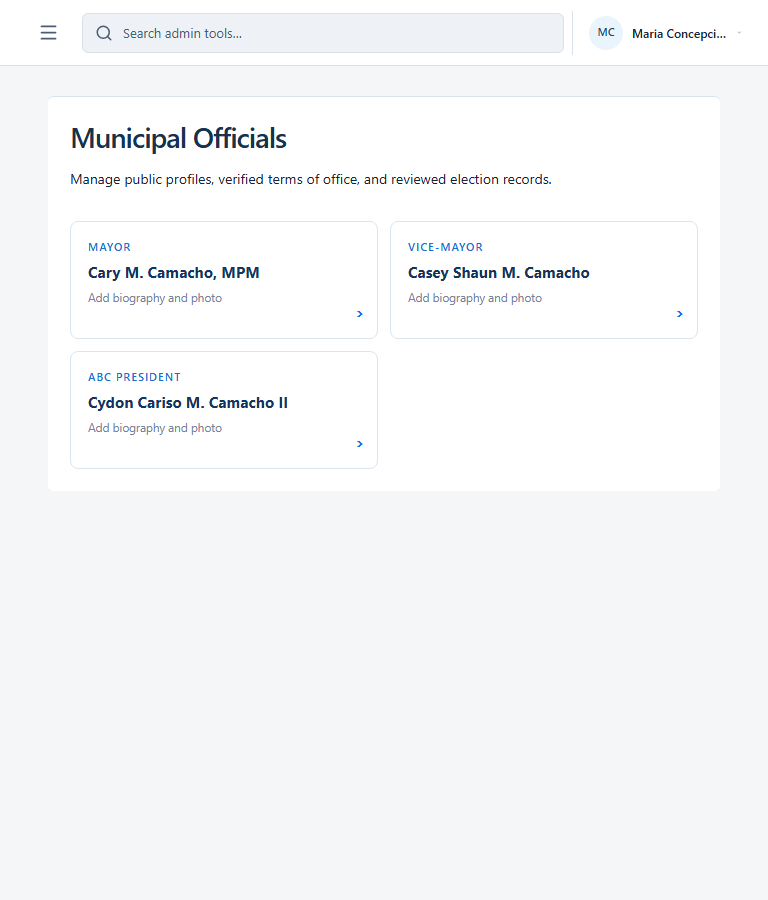 Search admin tools...
MC
Maria Concepci...
Municipal Officials
Manage public profiles, verified terms of office, and reviewed election records.
MAYOR
Cary M. Camacho, MPM
Add biography and photo
VICE-MAYOR
Casey Shaun M. Camacho
Add biography and photo
ABC PRESIDENT
Cydon Cariso M. Camacho II
Add biography and photo